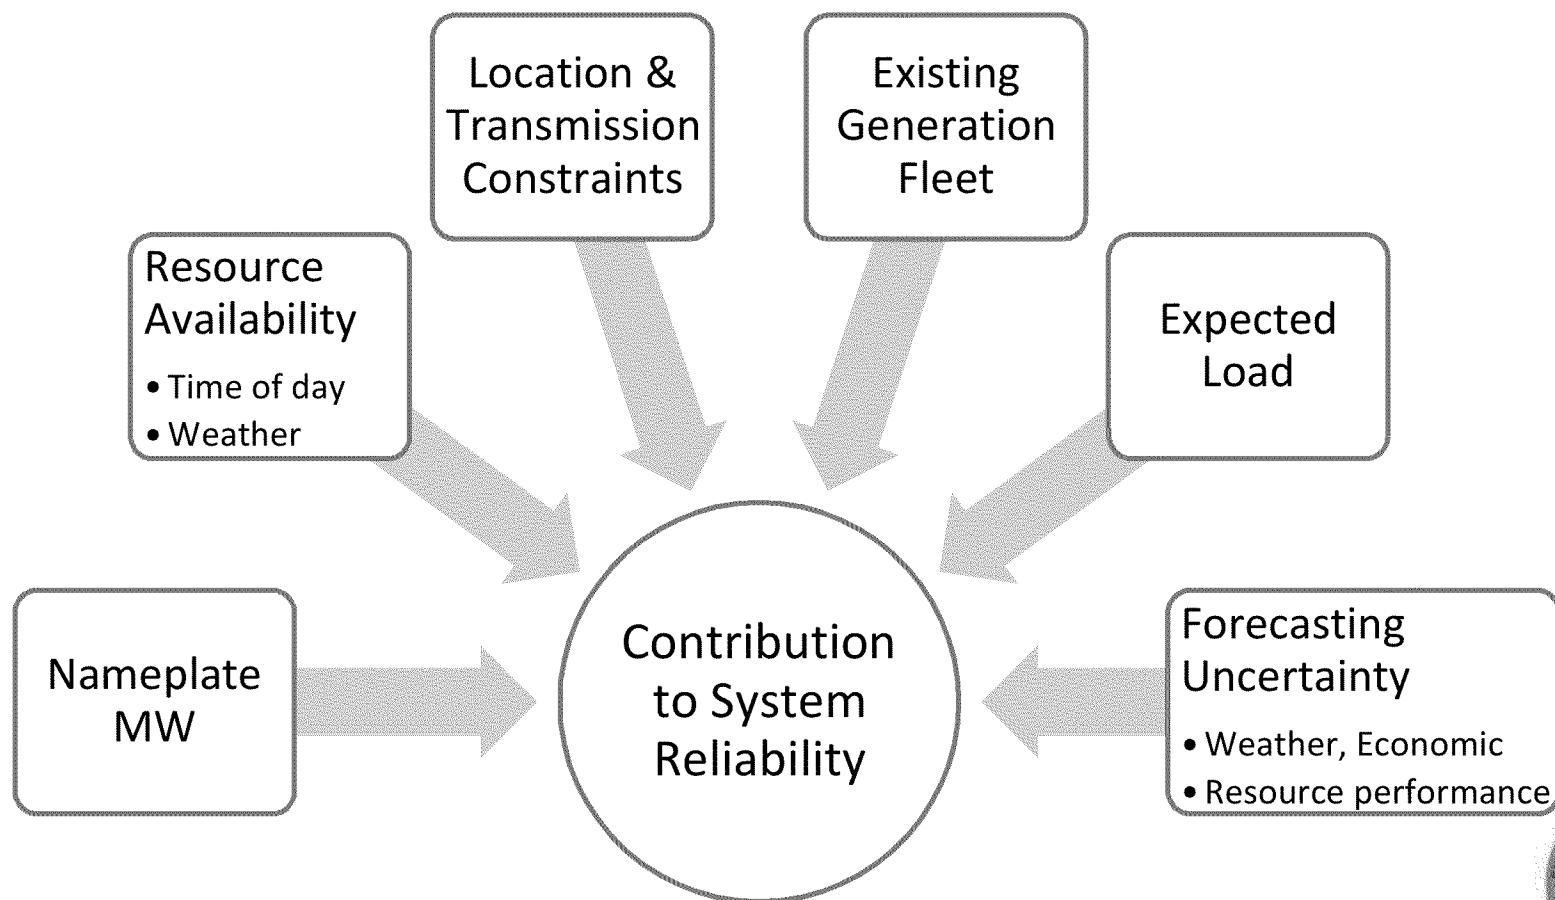 Location &
Transmission
Constraints
Existing
Generation
Fleet
Resource
Availability
• Time of day
• Weather
Expected
Load
Nameplate
MW
Contribution
to System
Reliability
Forecasting
Uncertainty
• Weather, Economic
• Resource performance